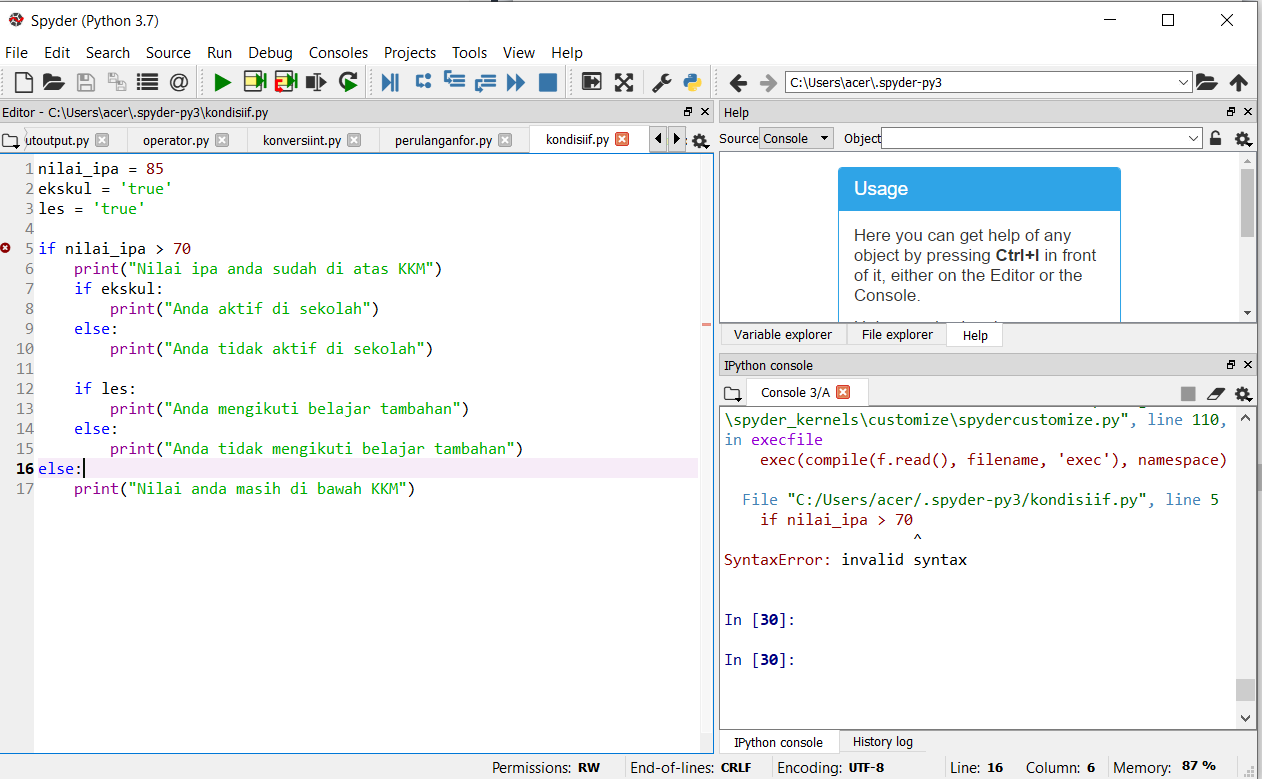 Spyder (Python 3.7)
File Edit Search Source Run Debug Consoles Projects Tools View Help
C:\Users\acer\.spyder-py3
Editor - C:\Users\acer\.spyder-py3\kondisiif.py
utoutput.py operator.py konversiint.py perulanganfor.py kondisiif.py
1 nilai_ipa = 85
2 ekskul = 'true'
3 les = 'true'
4
5 if nilai_ipa > 70
6     print("Nilai ipa anda sudah di atas KKM")
7     if ekskul:
8         print("Anda aktif di sekolah")
9     else:
10         print("Anda tidak aktif di sekolah")
11
12     if les:
13         print("Anda mengikuti belajar tambahan")
14     else:
15         print("Anda tidak mengikuti belajar tambahan")
16 else:
17     print("Nilai anda masih di bawah KKM")
Help
Source Console Object
Usage
Here you can get help of any
object by pressing Ctrl+I in front
of it, either on the Editor or the
Console.
Variable explorer File explorer Help
IPython console
Console 3/A
\spyder_kernels\customize\spydercustomize.py", line 110,
in execfile
    exec(compile(f.read(), filename, 'exec'), namespace)
  File "C:/Users/acer/.spyder-py3/kondisiif.py", line 5
    if nilai_ipa > 70
                     ^
SyntaxError: invalid syntax
In [30]:
In [30]:
IPython console History log
Permissions: RW End-of-lines: CRLF Encoding: UTF-8 Line: 16 Column: 6 Memory: 87 %